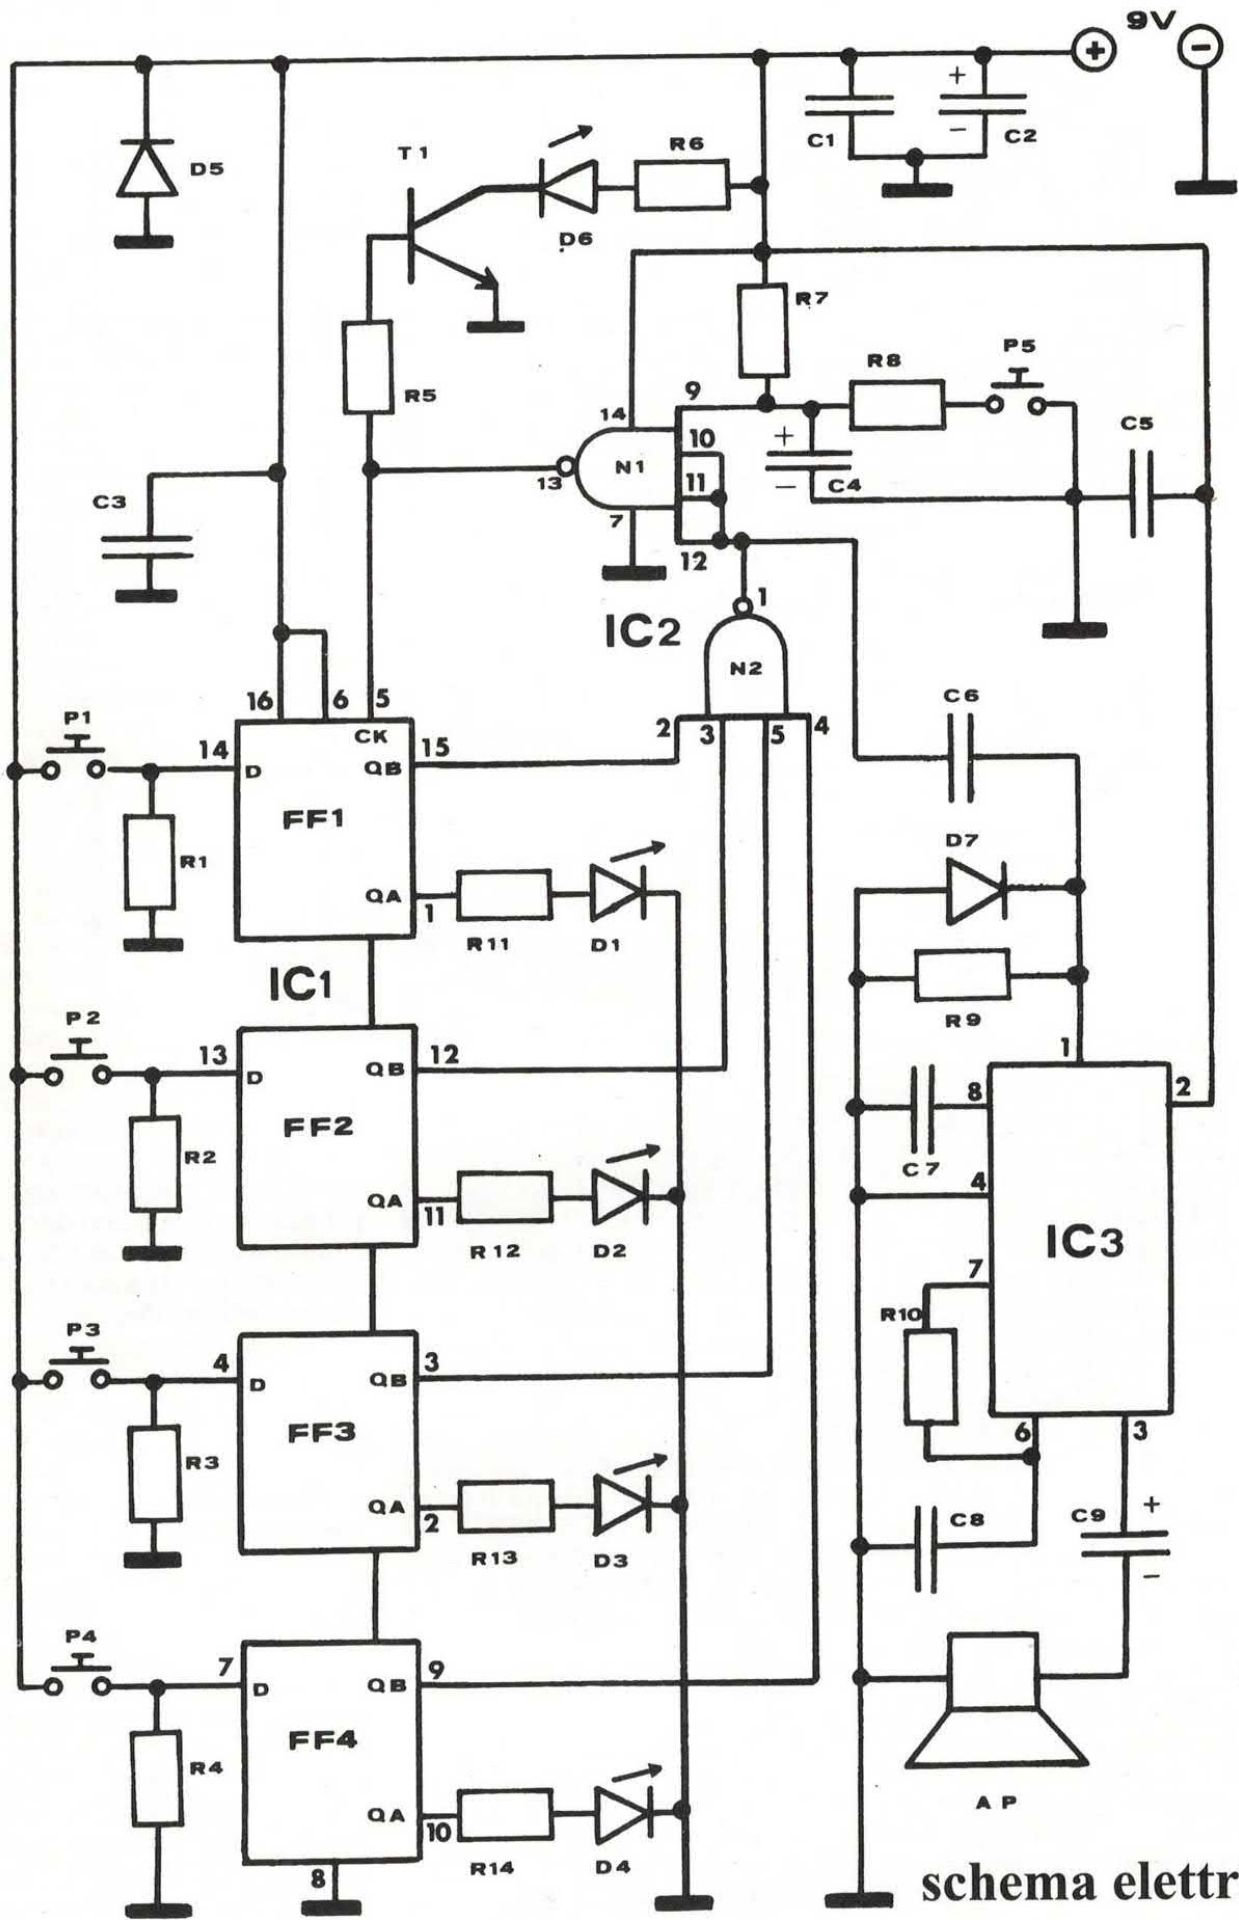 9V
+
-
+
-
C1
C2
D5
T1
D6
R6
R7
R5
R8
P5
C5
9
10
11
12
14
13
7
N1
+
-
C4
C3
IC2
1
N2
2
3
5
4
16
6
5
CK
P1
14
D
QB
15
FF1
R1
QA
1
R11
D1
C6
D7
R9
IC1
P2
13
D
QB
12
FF2
R2
QA
11
R12
D2
1
8
2
C7
4
IC3
7
R10
6
3
P3
4
D
QB
3
FF3
R3
QA
2
R13
D3
C8
C9
+
-
P4
7
D
QB
9
FF4
R4
QA
10
R14
D4
8
AP
schema elettr